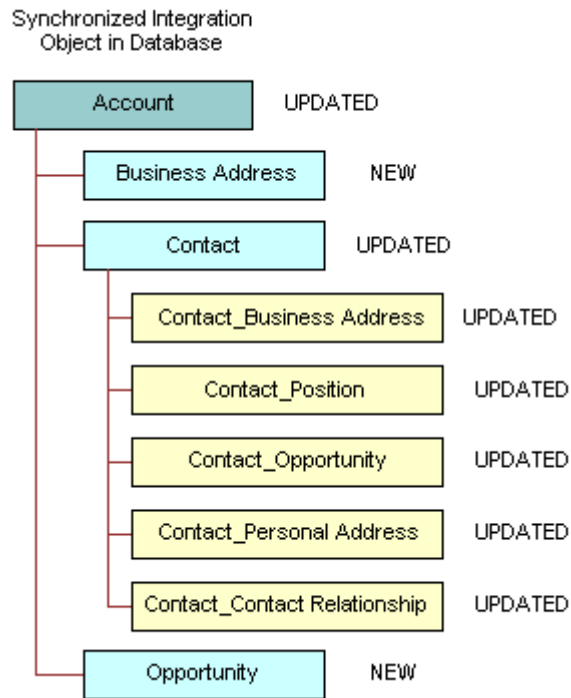 Synchronized Integration
Object in Database
Account UPDATED
Business Address NEW
Contact UPDATED
Contact_Business Address UPDATED
Contact_Position UPDATED
Contact_Opportunity UPDATED
Contact_Personal Address UPDATED
Contact_Contact Relationship UPDATED
Opportunity NEW